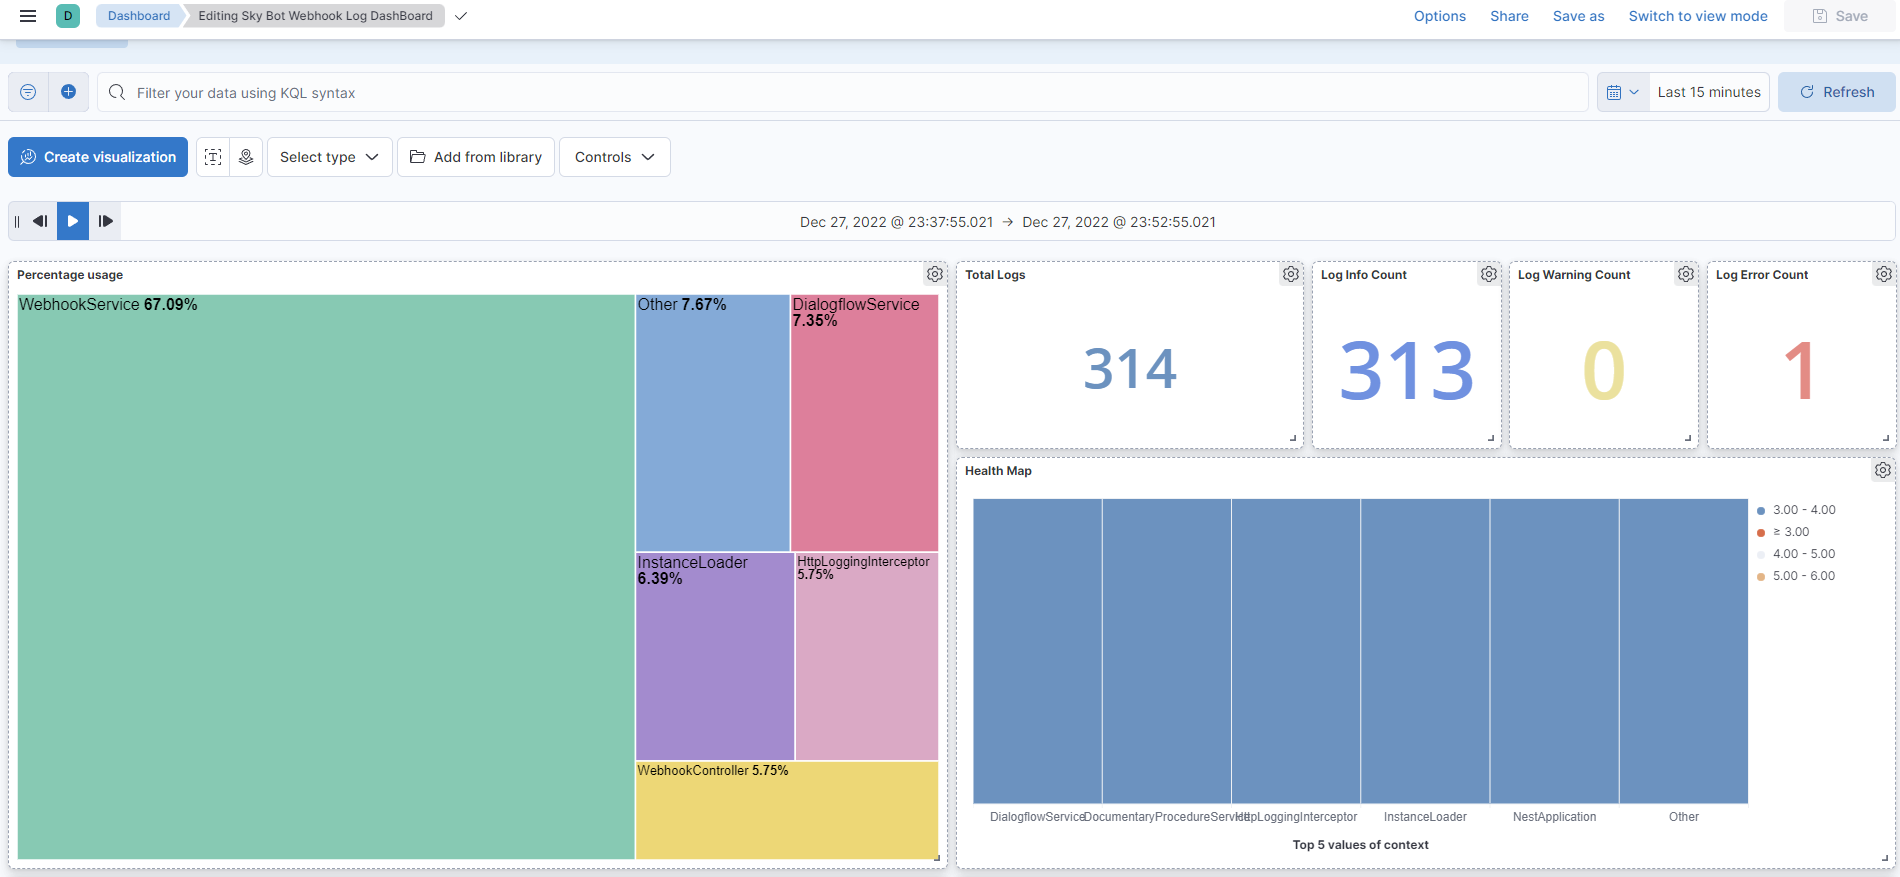 D Dashboard Editing Sky Bot Webhook Log DashBoard Options Share Save as Switch to view mode Save
Filter your data using KQL syntax Last 15 minutes Refresh
Create visualization Select type Add from library Controls
Dec 27, 2022 @ 23:37:55.021 → Dec 27, 2022 @ 23:52:55.021
Percentage usage
WebhookService 67.09%
Other 7.67%
DialogflowService
7.35%
InstanceLoader
6.39%
HttpLoggingInterceptor
5.75%
WebhookController 5.75%
Total Logs
314
Log Info Count
313
Log Warning Count
0
Log Error Count
1
Health Map
3.00 - 4.00
≥ 3.00
4.00 - 5.00
5.00 - 6.00
DialogflowService DocumentaryProcedureService HttpLoggingInterceptor InstanceLoader NestApplication Other
Top 5 values of context